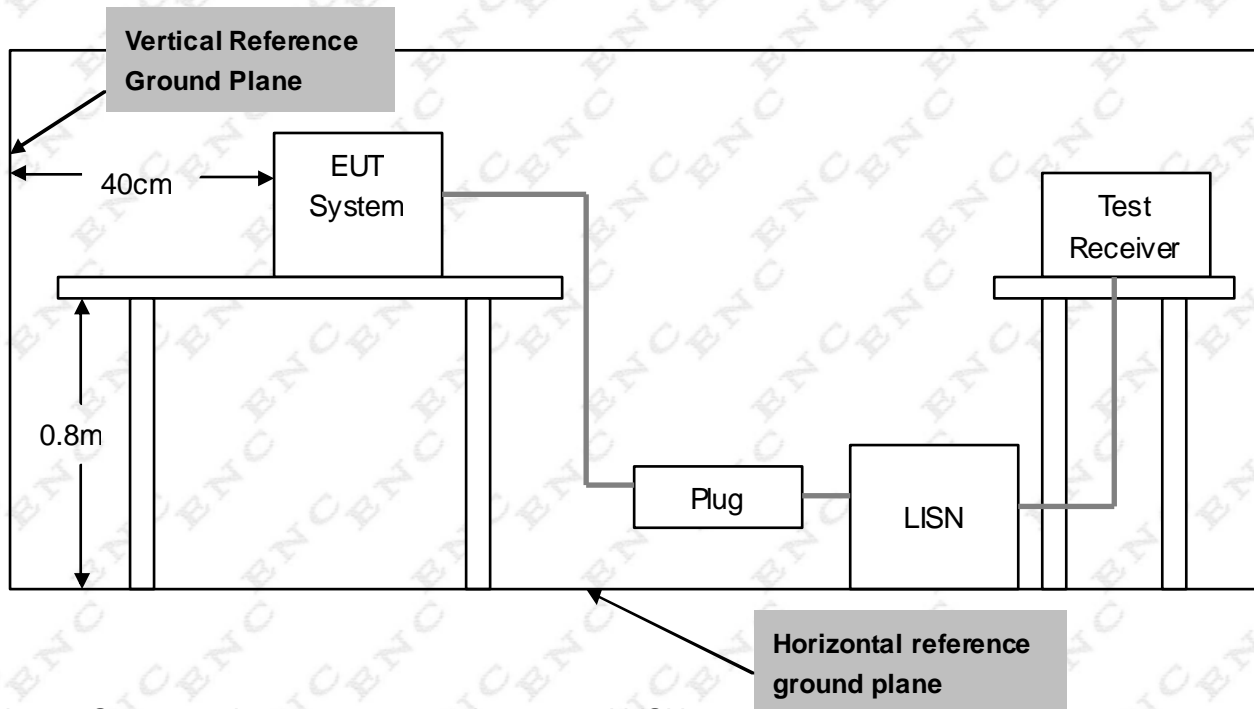 Vertical Reference
Ground Plane
40cm
EUT
System
Test
Receiver
0.8m
Plug
LISN
Horizontal reference
ground plane